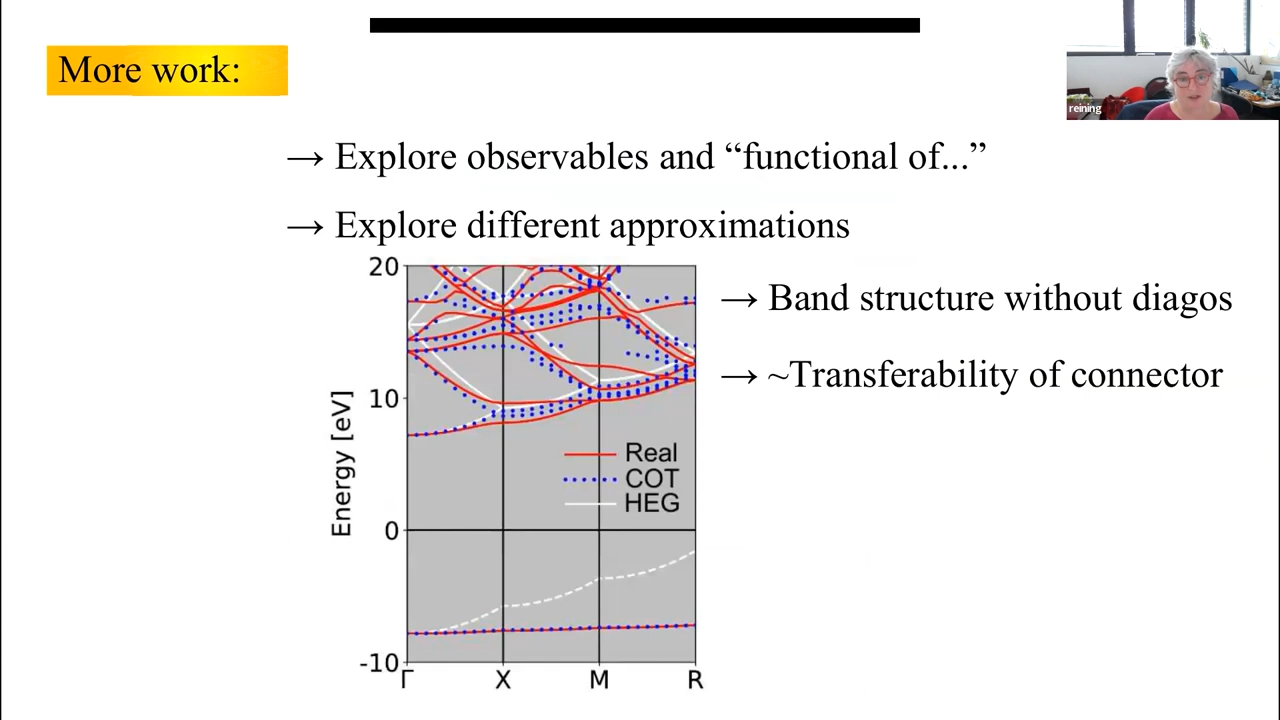 More work:
reining
→ Explore observables and “functional of...”
→ Explore different approximations
→ Band structure without diagos
→ ~Transferability of connector
20
10
0
-10
Energy [eV]
Real
COT
HEG
Γ X M R